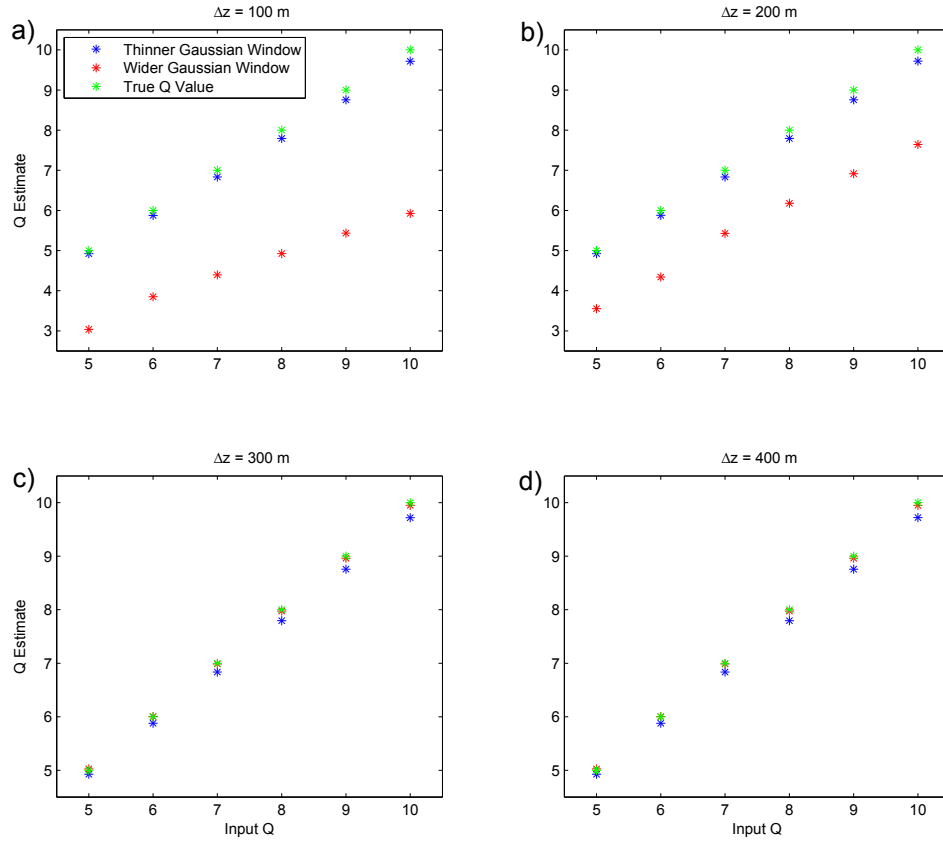 Δz = 100 m
a)
Thinner Gaussian Window
Wider Gaussian Window
True Q Value
10
9
8
7
6
5
4
3
Q Estimate
5 6 7 8 9 10
Δz = 200 m
b)
10
9
8
7
6
5
4
3
5 6 7 8 9 10
Δz = 300 m
c)
10
9
8
7
6
5
Q Estimate
5 6 7 8 9 10
Input Q
Δz = 400 m
d)
10
9
8
7
6
5
5 6 7 8 9 10
Input Q